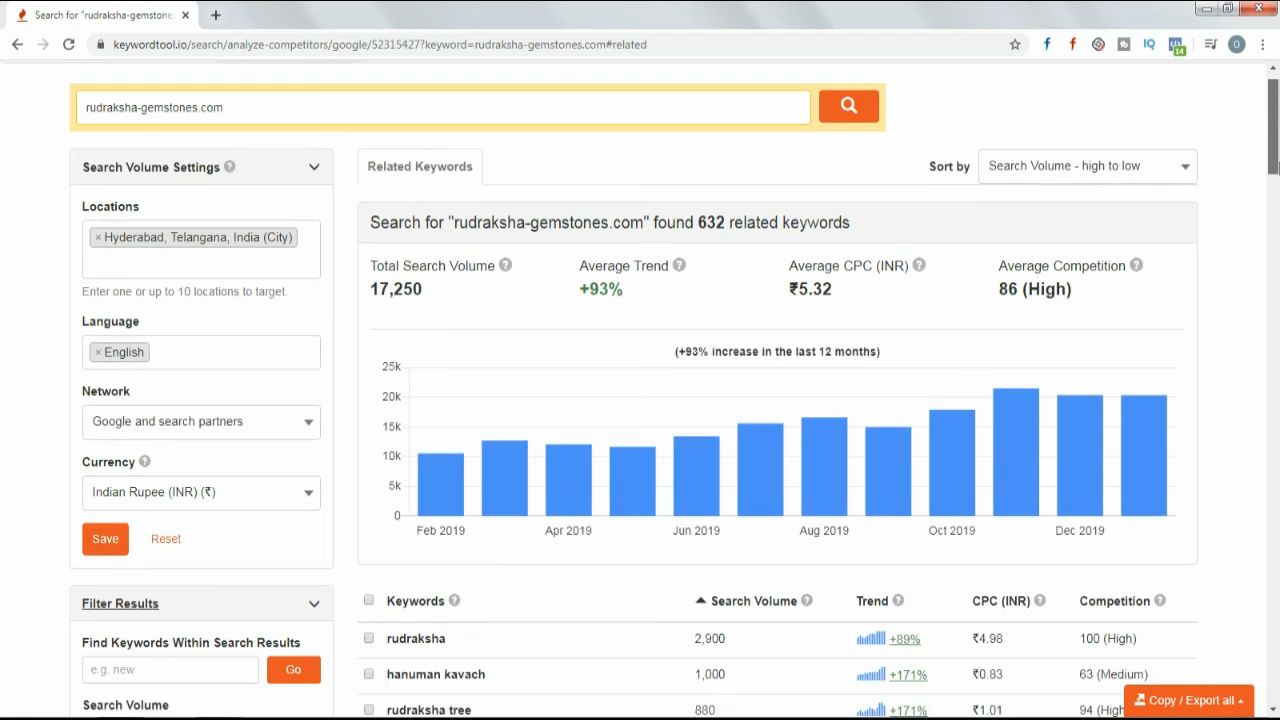 Search for "rudraksha-gemstone:
keywordtool.io/search/analyze-competitors/google/52315427?keyword=rudraksha-gemstones.com#related
IQ
14
O
rudraksha-gemstones.com
Search Volume Settings
Related Keywords
Sort by
Search Volume - high to low
Locations
× Hyderabad, Telangana, India (City)
Enter one or up to 10 locations to target.
Search for "rudraksha-gemstones.com" found 632 related keywords
Total Search Volume
Average Trend
Average CPC (INR)
Average Competition
17,250
+93%
₹5.32
86 (High)
Language
× English
Network
Google and search partners
Currency
Indian Rupee (INR) (₹)
Save
Reset
(+93% increase in the last 12 months)
25k
20k
15k
10k
5k
0
Feb 2019
Apr 2019
Jun 2019
Aug 2019
Oct 2019
Dec 2019
Filter Results
Find Keywords Within Search Results
e.g. new
Go
Search Volume
Keywords
Search Volume
Trend
CPC (INR)
Competition
rudraksha
2,900
+89%
₹4.98
100 (High)
hanuman kavach
1,000
+171%
₹0.83
63 (Medium)
rudraksha tree
880
+171%
₹1.01
94 (High
Copy / Export all